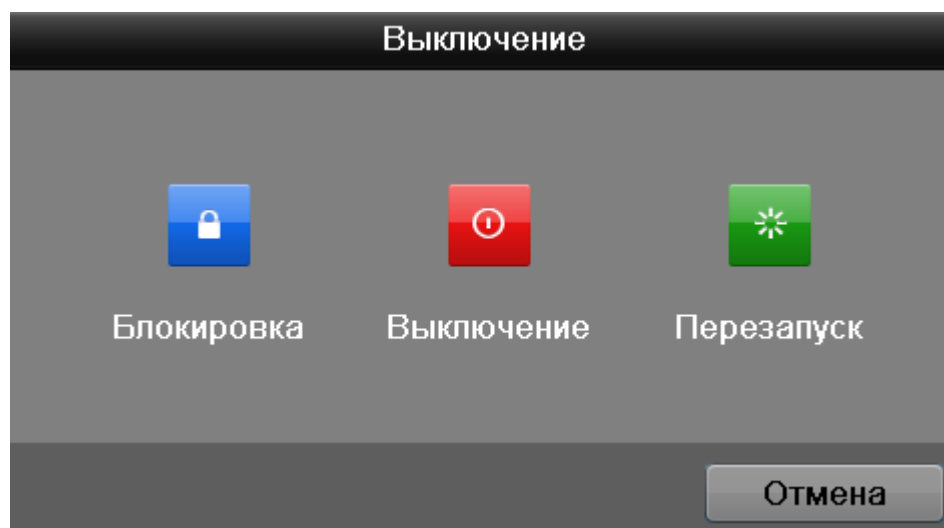 Выключение
Блокировка Выключение Перезапуск
Отмена